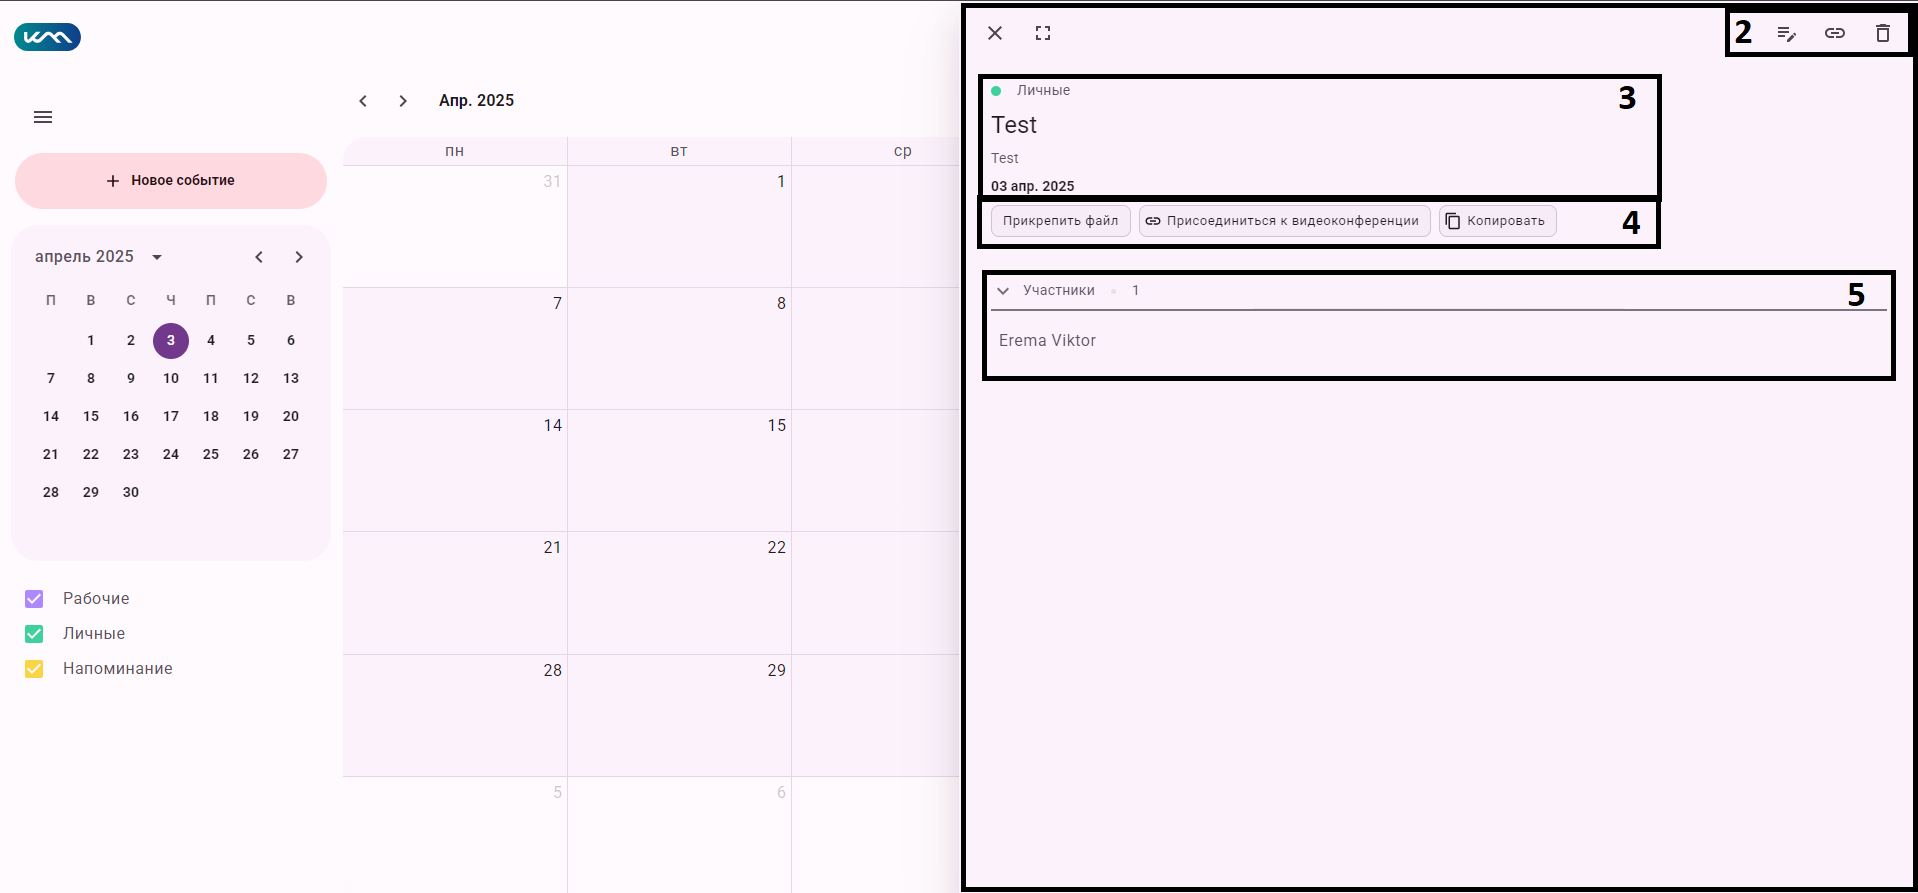 Апр. 2025
Новое событие
апрель 2025
П В С Ч П С В
1 2 3 4 5 6
7 8 9 10 11 12 13
14 15 16 17 18 19 20
21 22 23 24 25 26 27
28 29 30
Рабочие
Личные
Напоминание
пн вт ср
31 1
7 8
14 15
21 22
28 29
5 6
2
Личные
3
Test
Test
03 апр. 2025
Прикрепить файл Присоединиться к видеоконференции Копировать 4
Участники 1 5
Erema Viktor